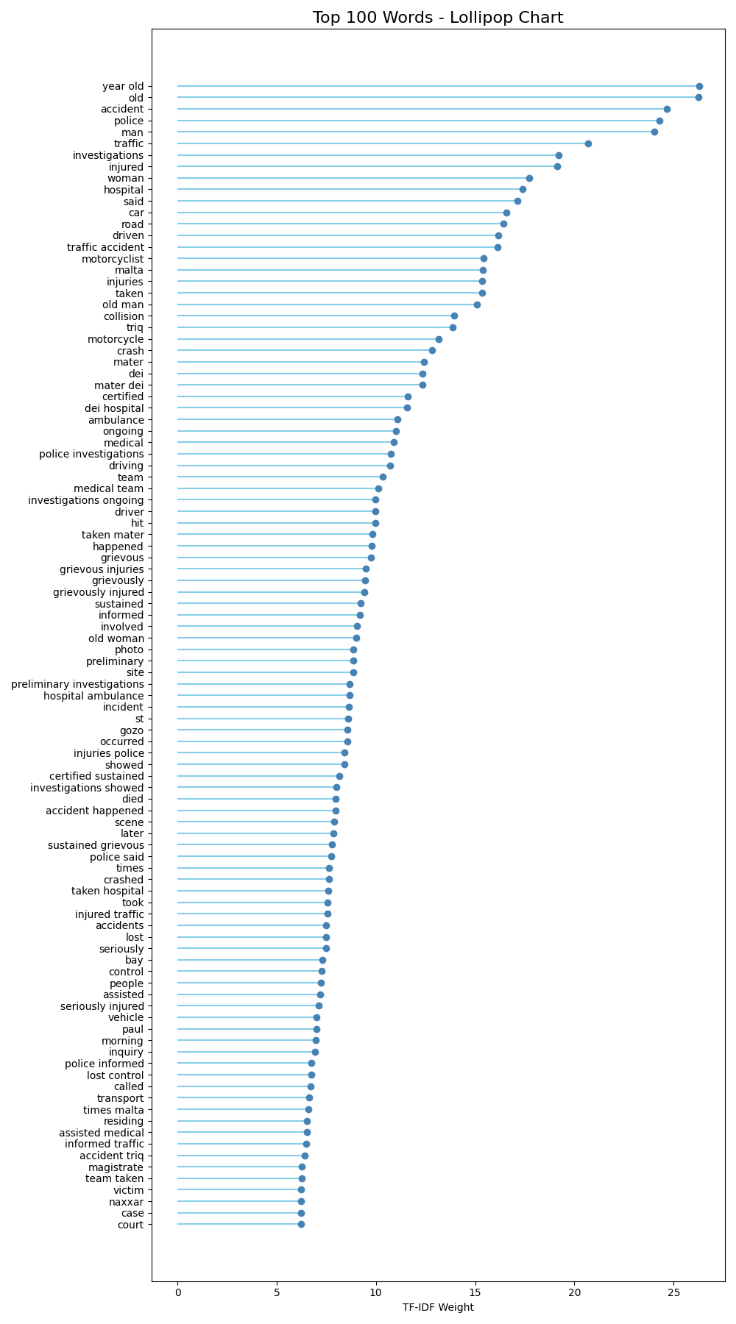 Top 100 Words - Lollipop Chart
year old
old
accident
police
man
traffic
investigations
injured
woman
hospital
said
car
road
driven
traffic accident
motorcyclist
malta
injuries
taken
old man
collision
triq
motorcycle
crash
mater
dei
mater dei
certified
dei hospital
ambulance
ongoing
medical
police investigations
driving
team
medical team
investigations ongoing
driver
hit
taken mater
happened
grievous
grievous injuries
grievously
grievously injured
sustained
informed
involved
old woman
photo
preliminary
site
preliminary investigations
hospital ambulance
incident
st
gozo
occurred
injuries police
showed
certified sustained
investigations showed
died
accident happened
scene
later
sustained grievous
police said
times
crashed
taken hospital
took
injured traffic
accidents
lost
seriously
bay
control
people
assisted
seriously injured
vehicle
paul
morning
inquiry
police informed
lost control
called
transport
times malta
residing
assisted medical
informed traffic
accident triq
magistrate
team taken
victim
naxxar
case
court
0 5 10 15 20 25
TF-IDF Weight